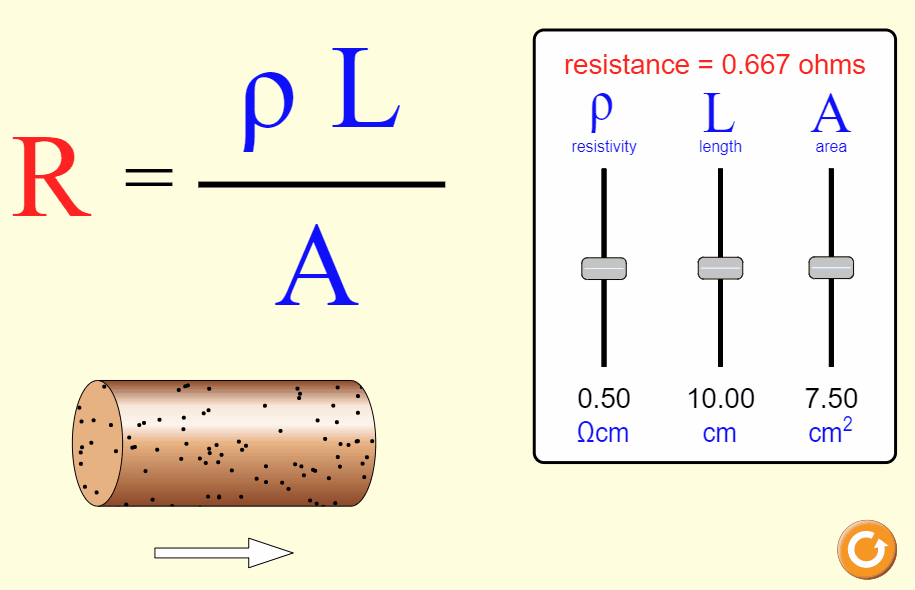 R = ρ L / A
resistance = 0.667 ohms
ρ L A
resistivity length area
0.50 10.00 7.50
Ωcm cm cm²